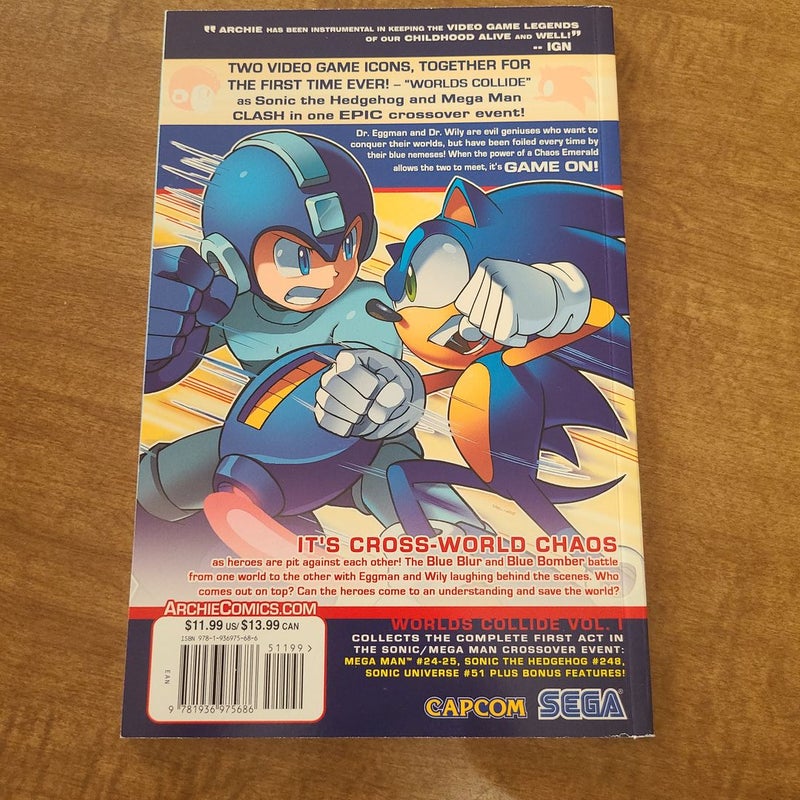 "ARCHIE HAS BEEN INSTRUMENTAL IN KEEPING THE VIDEO GAME LEGENDS
OF OUR CHILDHOOD ALIVE AND WELL!"
-- IGN
TWO VIDEO GAME ICONS, TOGETHER FOR
THE FIRST TIME EVER! – "WORLDS COLLIDE"
as Sonic the Hedgehog and Mega Man
CLASH in one EPIC crossover event!
Dr. Eggman and Dr. Wily are evil geniuses who want to
conquer their worlds, but have been foiled every time by
their blue nemeses! When the power of a Chaos Emerald
allows the two to meet, it's GAME ON!
IT'S CROSS-WORLD CHAOS
as heroes are pit against each other! The Blue Blur and Blue Bomber battle
from one world to the other with Eggman and Wily laughing behind the scenes. Who
comes out on top? Can the heroes come to an understanding and save the world?
ARCHIECOMICS.COM
$11.99 US/ $13.99 CAN
ISBN 978-1-936975-68-6
51199>
EAN
9 781936 975686
WORLDS COLLIDE VOL. 1
COLLECTS THE COMPLETE FIRST ACT IN
THE SONIC/MEGA MAN CROSSOVER EVENT:
MEGA MAN™ #24-25, SONIC THE HEDGEHOG #248,
SONIC UNIVERSE #51 PLUS BONUS FEATURES!
CAPCOM SEGA®